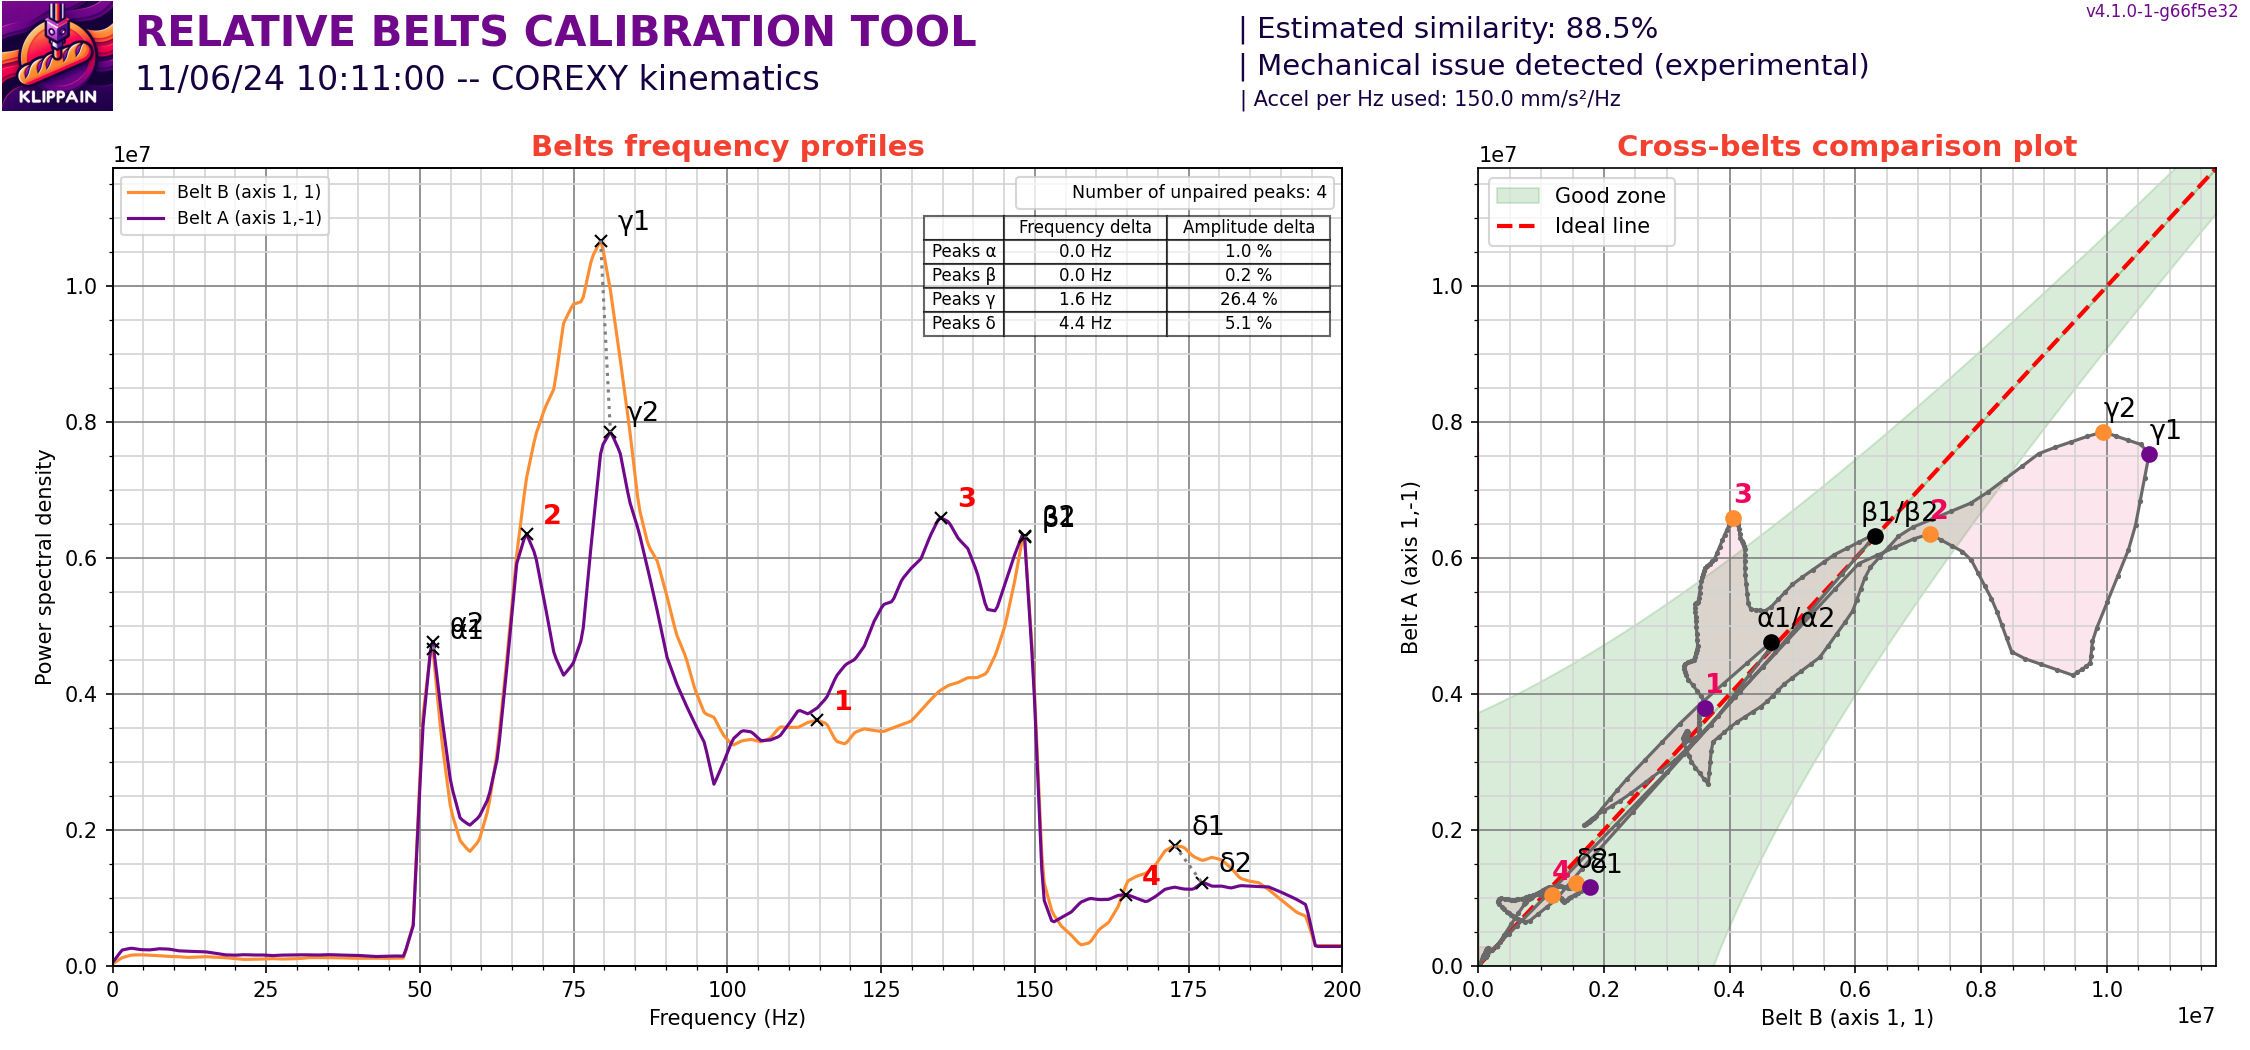 KLIPPAIN
RELATIVE BELTS CALIBRATION TOOL
11/06/24 10:11:00 -- COREXY kinematics
| Estimated similarity: 88.5%
| Mechanical issue detected (experimental)
| Accel per Hz used: 150.0 mm/s²/Hz
v4.1.0-1-g66f5e32
Belts frequency profiles
1e7
Belt B (axis 1, 1)
Belt A (axis 1,-1)
Number of unpaired peaks: 4
Frequency delta Amplitude delta
Peaks α 0.0 Hz 1.0 %
Peaks β 0.0 Hz 0.2 %
Peaks γ 1.6 Hz 26.4 %
Peaks δ 4.4 Hz 5.1 %
γ1
γ2
2
3
β2
β1
α2
α1
1
δ1
δ2
4
1.0
0.8
0.6
0.4
0.2
0.0
Power spectral density
0 25 50 75 100 125 150 175 200
Frequency (Hz)
Cross-belts comparison plot
1e7
Good zone
Ideal line
γ2
γ1
3
β1/β2
2
α1/α2
1
4
δ2
δ1
1.0
0.8
0.6
0.4
0.2
0.0
Belt A (axis 1,-1)
0.0 0.2 0.4 0.6 0.8 1.0
Belt B (axis 1, 1)
1e7